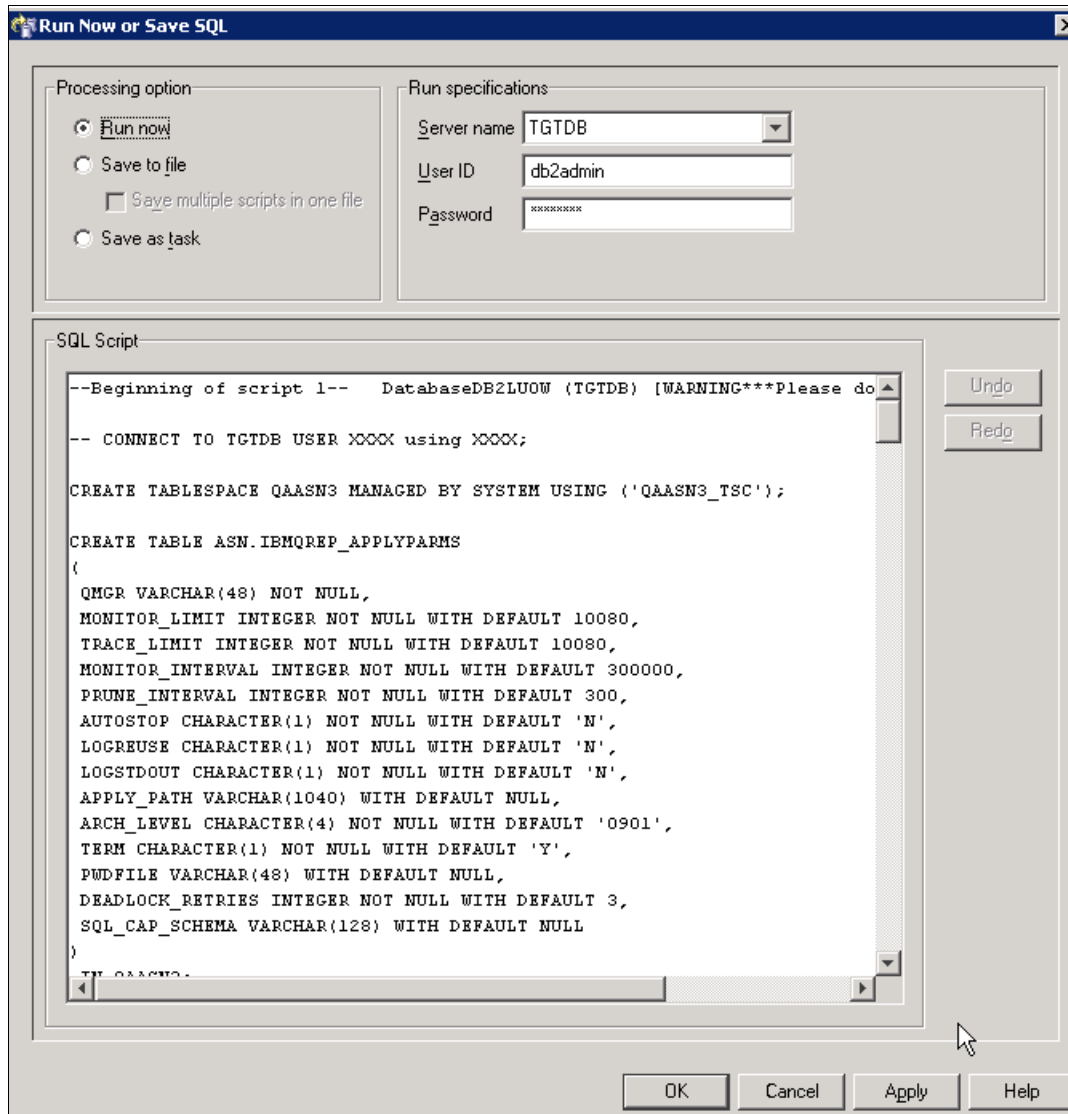 Run Now or Save SQL
Processing option
Run now
Save to file
Save multiple scripts in one file
Save as task
Run specifications
Server name TGTDB
User ID db2admin
Password ********
SQL Script
--Beginning of script 1-- DatabaseDB2LUOW (TGTDB) [WARNING***Please do
-- CONNECT TO TGTDB USER XXXX using XXXX;
CREATE TABLESPACE QAASN3 MANAGED BY SYSTEM USING ('QAASN3_TSC');
CREATE TABLE ASN.IBMQREP_APPLYPARMS
(
QMGR VARCHAR(48) NOT NULL,
MONITOR_LIMIT INTEGER NOT NULL WITH DEFAULT 10080,
TRACE_LIMIT INTEGER NOT NULL WITH DEFAULT 10080,
MONITOR_INTERVAL INTEGER NOT NULL WITH DEFAULT 300000,
PRUNE_INTERVAL INTEGER NOT NULL WITH DEFAULT 300,
AUTOSTOP CHARACTER(1) NOT NULL WITH DEFAULT 'N',
LOGREUSE CHARACTER(1) NOT NULL WITH DEFAULT 'N',
LOGSTDOUT CHARACTER(1) NOT NULL WITH DEFAULT 'N',
APPLY_PATH VARCHAR(1040) WITH DEFAULT NULL,
ARCH_LEVEL CHARACTER(4) NOT NULL WITH DEFAULT '0901',
TERM CHARACTER(1) NOT NULL WITH DEFAULT 'Y',
PWDFILE VARCHAR(48) WITH DEFAULT NULL,
DEADLOCK_RETRIES INTEGER NOT NULL WITH DEFAULT 3,
SQL_CAP_SCHEMA VARCHAR(128) WITH DEFAULT NULL
)
IN QAASN3;
Undo
Redo
OK Cancel Apply Help